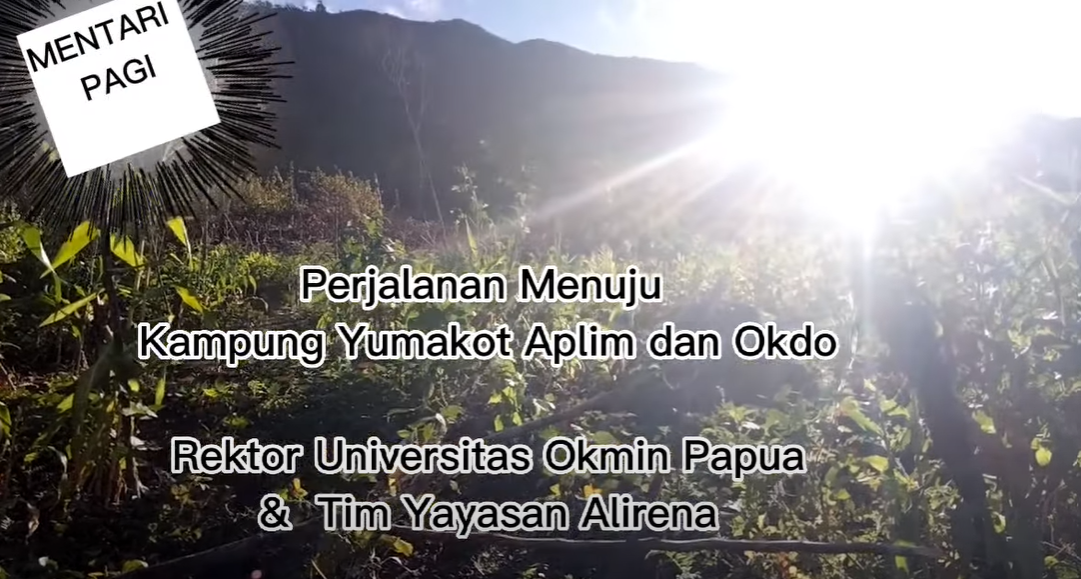 MENTARI
PAGI
Perjalanan Menuju
Kampung Yumakot Aplim dan Okdo
Rektor Universitas Okmin Papua
& Tim Yayasan Alirena